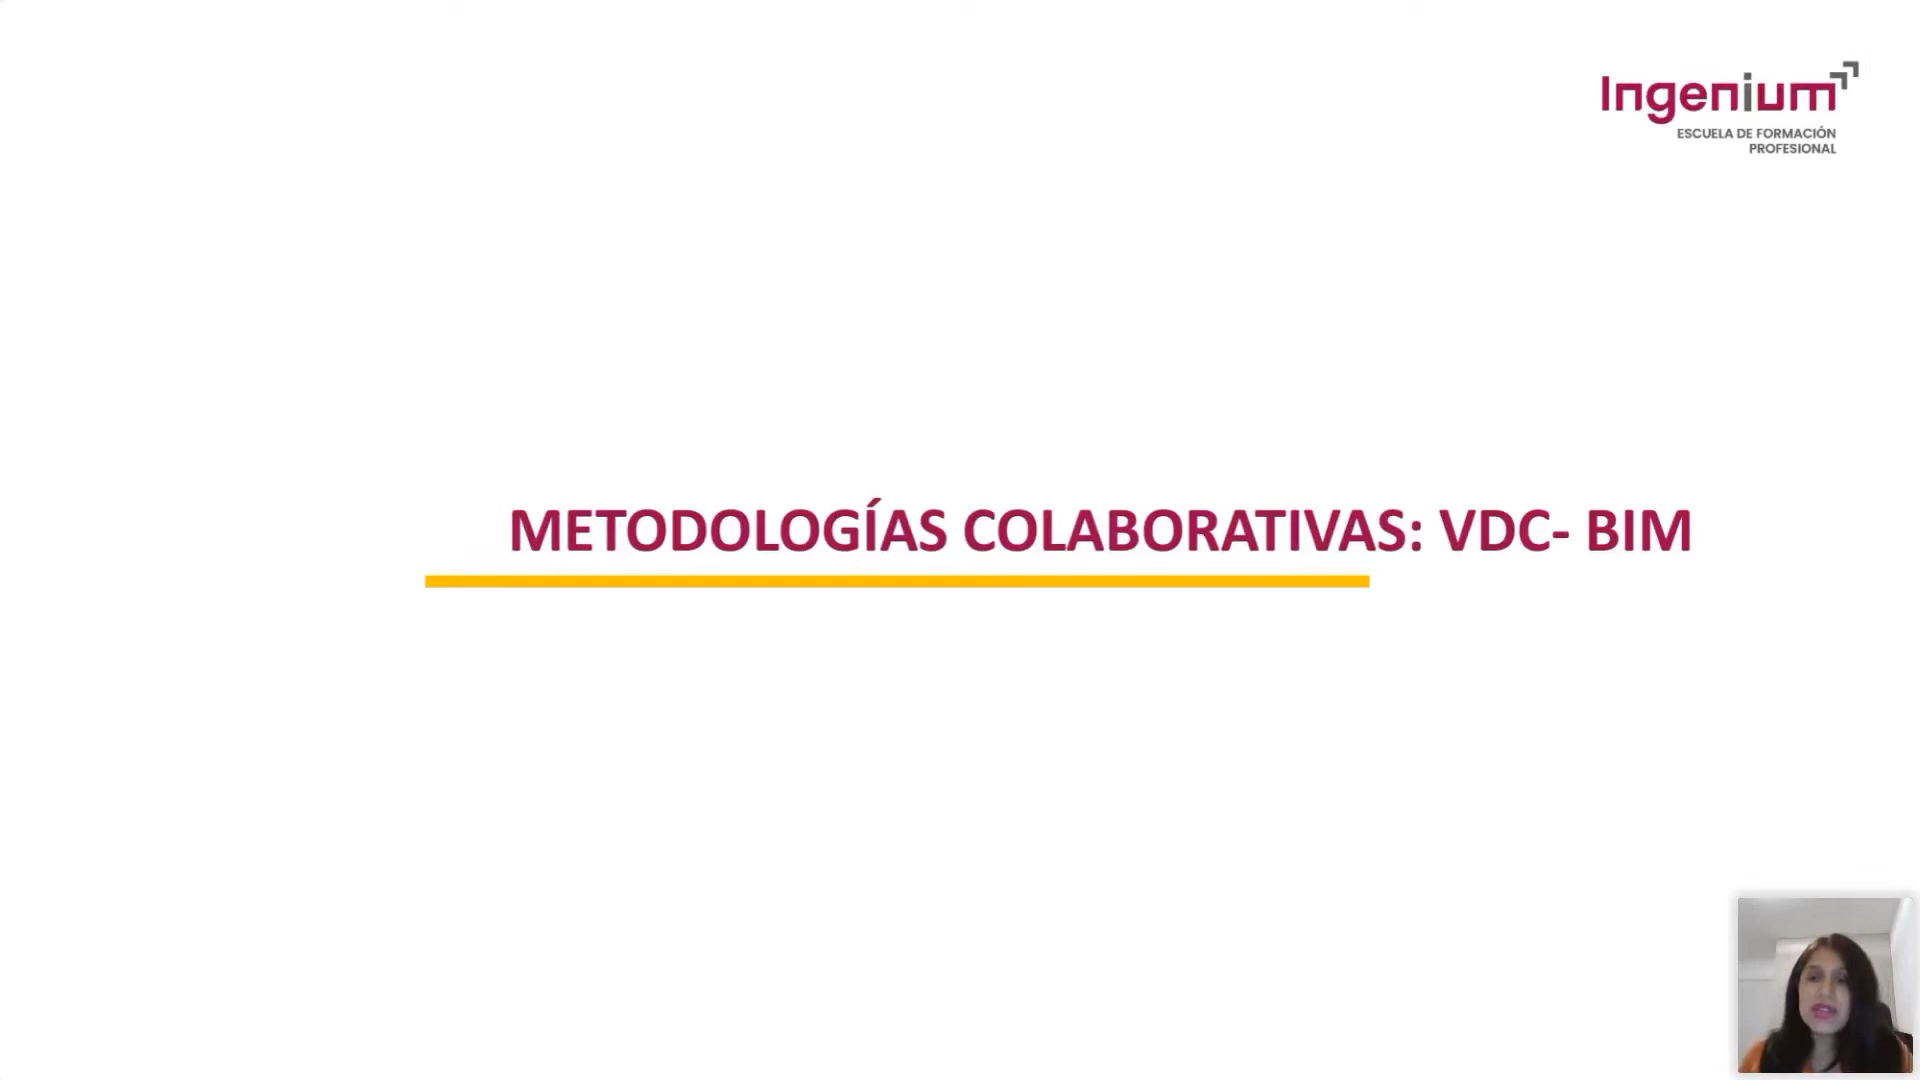 Ingenium
ESCUELA DE FORMACIÓN
PROFESIONAL
METODOLOGÍAS COLABORATIVAS: VDC- BIM